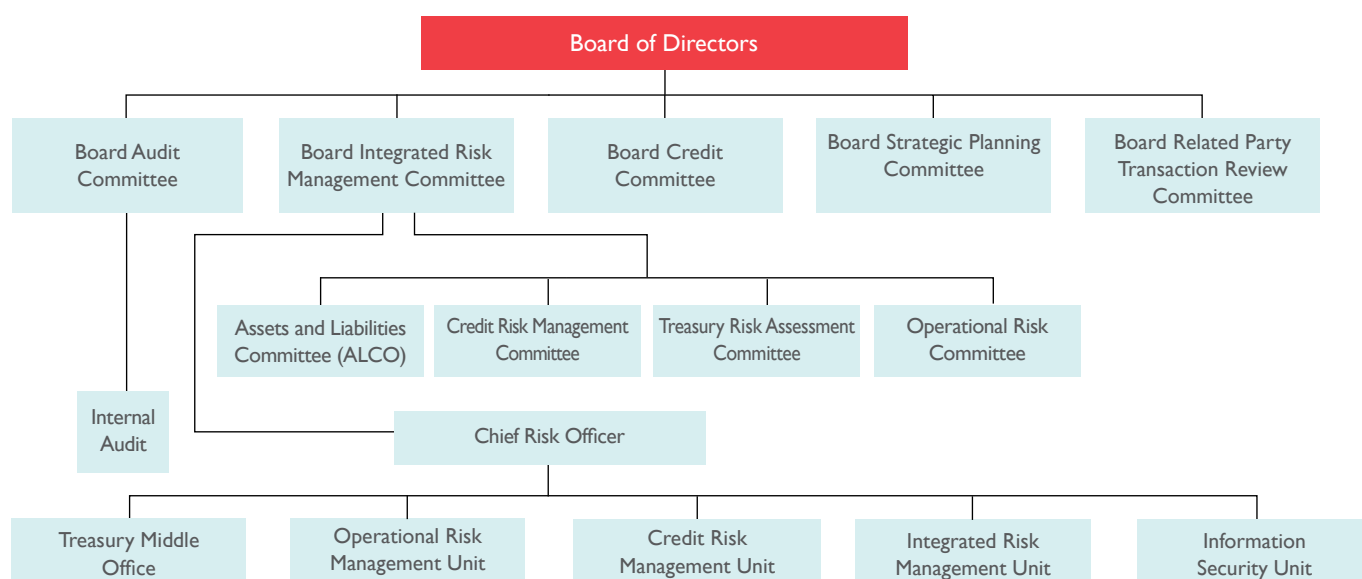 Board of Directors
Board Audit
Committee
Board Integrated Risk
Management Committee
Board Credit
Committee
Board Strategic Planning
Committee
Board Related Party
Transaction Review
Committee
Assets and Liabilities
Committee (ALCO)
Credit Risk Management
Committee
Treasury Risk Assessment
Committee
Operational Risk
Committee
Internal
Audit
Chief Risk Officer
Treasury Middle
Office
Operational Risk
Management Unit
Credit Risk
Management Unit
Integrated Risk
Management Unit
Information
Security Unit